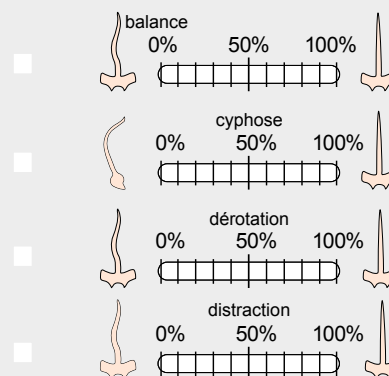 balance
0% 50% 100%
cyphose
0% 50% 100%
dérotation
0% 50% 100%
distraction
0% 50% 100%